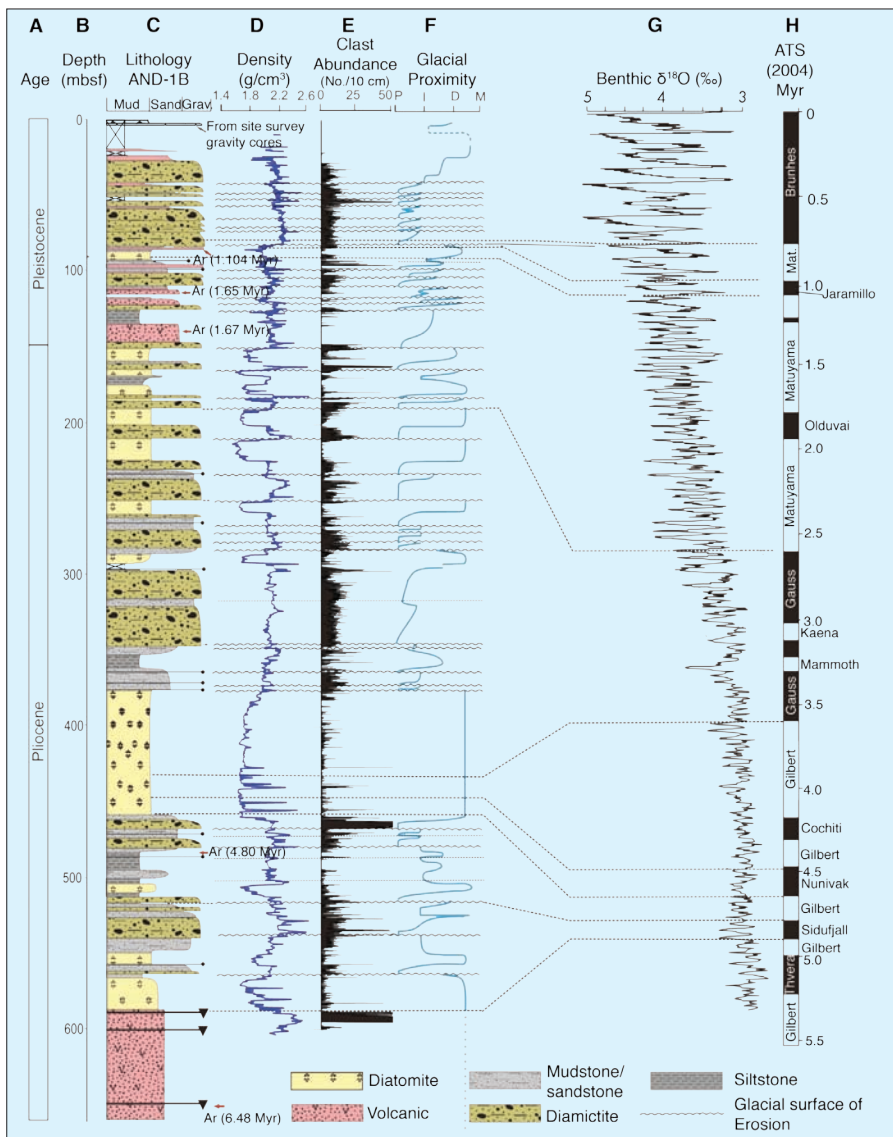 A B C D E F G H
Age
Depth
(mbsf)
Lithology
AND-1B
Mud Sand Grav.
Density
(g/cm³)
1.4 1.8 2.2 2.6
Clast
Abundance
(No./10 cm)
0 25 50
Glacial
Proximity
P I D M
Benthic δ¹⁸O (‰)
5 4 3
ATS
(2004)
Myr
Pleistocene
Pliocene
0
100
200
300
400
500
600
From site survey
gravity cores
Ar (1.104 Myr)
Ar (1.65 Myr)
Ar (1.67 Myr)
Ar (4.80 Myr)
Ar (6.48 Myr)
Brunhes
Mat.
Jaramillo
Matuyama
Olduvai
Matuyama
Gauss
Kaena
Mammoth
Gauss
Gilbert
Cochiti
Gilbert
Nunivak
Gilbert
Sidufjall
Gilbert
Thvera
Gilbert
0
0.5
1.0
1.5
2.0
2.5
3.0
3.5
4.0
4.5
5.0
5.5
Diatomite
Volcanic
Mudstone/
sandstone
Diamictite
Siltstone
Glacial surface of
Erosion